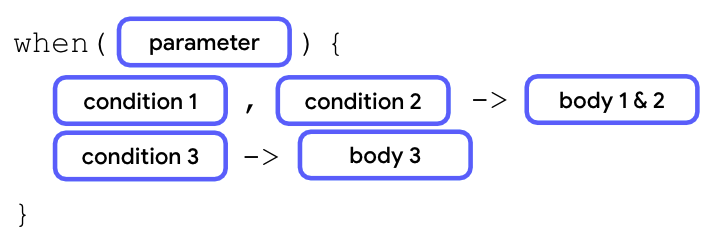 when( parameter ) {
condition 1 , condition 2 -> body 1 & 2
condition 3 -> body 3
}